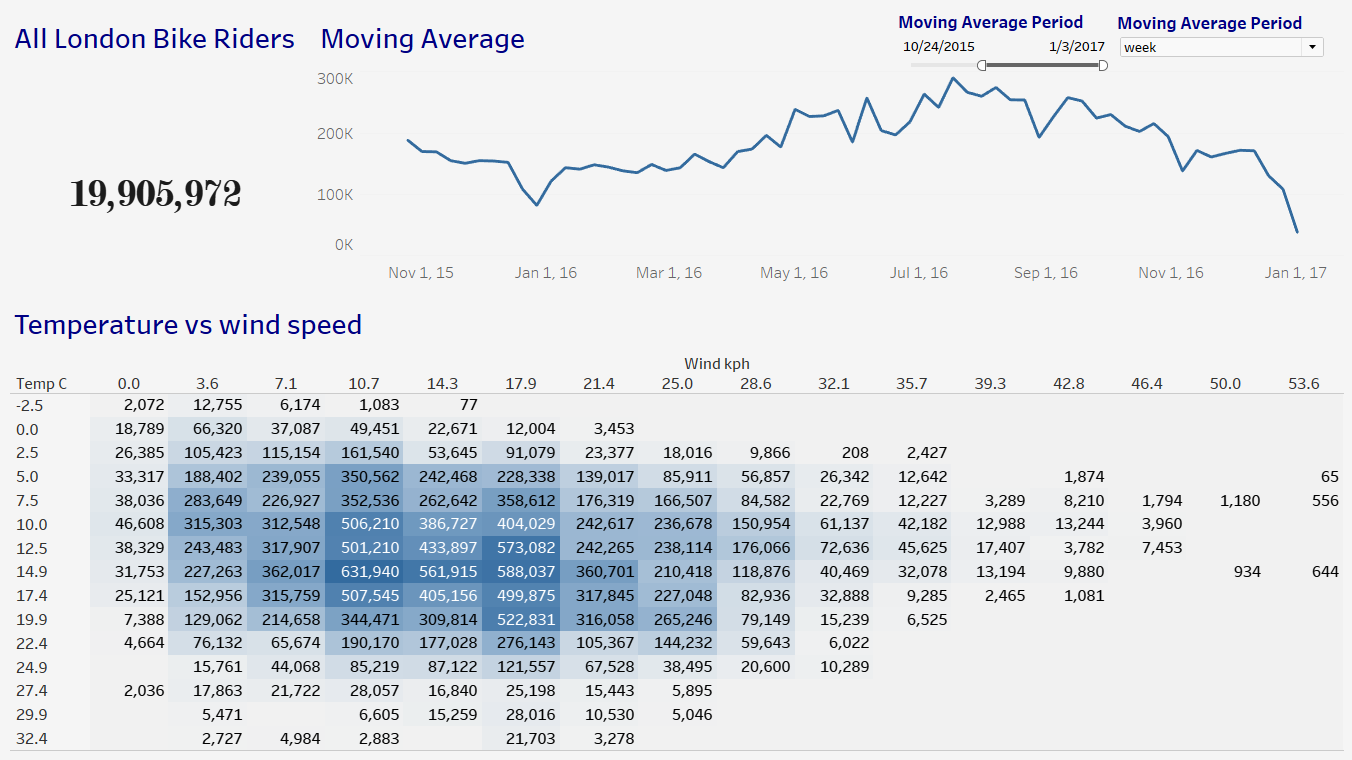 All London Bike Riders
19,905,972
Moving Average
Moving Average Period
10/24/2015 1/3/2017
Moving Average Period
week
300K
200K
100K
0K
Nov 1, 15 Jan 1, 16 Mar 1, 16 May 1, 16 Jul 1, 16 Sep 1, 16 Nov 1, 16 Jan 1, 17
Temperature vs wind speed
Wind kph
Temp C 0.0 3.6 7.1 10.7 14.3 17.9 21.4 25.0 28.6 32.1 35.7 39.3 42.8 46.4 50.0 53.6
-2.5 2,072 12,755 6,174 1,083 77
0.0 18,789 66,320 37,087 49,451 22,671 12,004 3,453
2.5 26,385 105,423 115,154 161,540 53,645 91,079 23,377 18,016 9,866 208 2,427
5.0 33,317 188,402 239,055 350,562 242,468 228,338 139,017 85,911 56,857 26,342 12,642 1,874 65
7.5 38,036 283,649 226,927 352,536 262,642 358,612 176,319 166,507 84,582 22,769 12,227 3,289 8,210 1,794 1,180 556
10.0 46,608 315,303 312,548 506,210 386,727 404,029 242,617 236,678 150,954 61,137 42,182 12,988 13,244 3,960
12.5 38,329 243,483 317,907 501,210 433,897 573,082 242,265 238,114 176,066 72,636 45,625 17,407 3,782 7,453
14.9 31,753 227,263 362,017 631,940 561,915 588,037 360,701 210,418 118,876 40,469 32,078 13,194 9,880 934 644
17.4 25,121 152,956 315,759 507,545 405,156 499,875 317,845 227,048 82,936 32,888 9,285 2,465 1,081
19.9 7,388 129,062 214,658 344,471 309,814 522,831 316,058 265,246 79,149 15,239 6,525
22.4 4,664 76,132 65,674 190,170 177,028 276,143 105,367 144,232 59,643 6,022
24.9 15,761 44,068 85,219 87,122 121,557 67,528 38,495 20,600 10,289
27.4 2,036 17,863 21,722 28,057 16,840 25,198 15,443 5,895
29.9 5,471 6,605 15,259 28,016 10,530 5,046
32.4 2,727 4,984 2,883 21,703 3,278